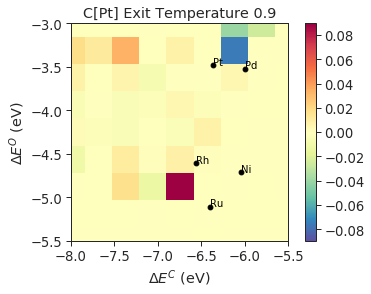 C[Pt] Exit Temperature 0.9
−3.0
−3.5
−4.0
−4.5
−5.0
−5.5
ΔE^O (eV)
Pt
Pd
Rh
Ni
Ru
−8.0 −7.5 −7.0 −6.5 −6.0 −5.5
ΔE^C (eV)
0.08
0.06
0.04
0.02
0.00
−0.02
−0.04
−0.06
−0.08